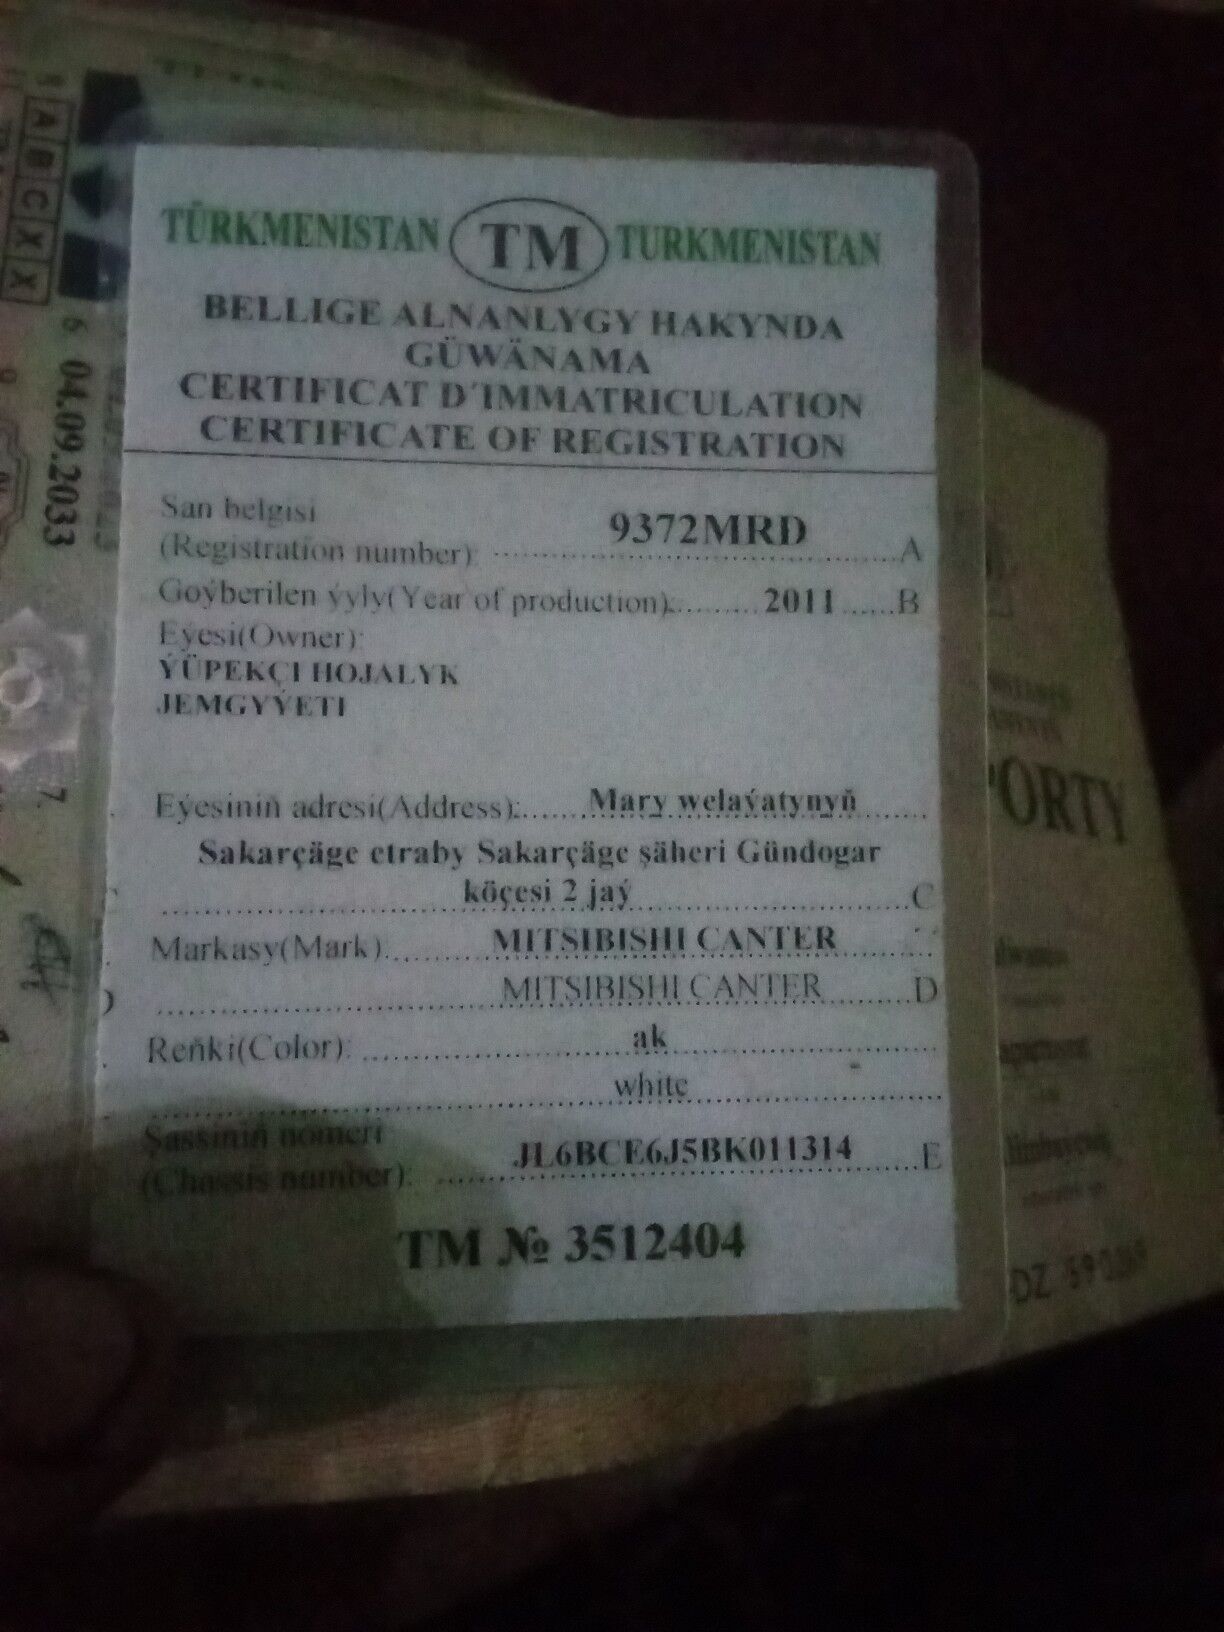 TÜRKMENISTAN TM TURKMENISTAN
BELLIGE ALNANLYGY HAKYNDA
GÜWÄNAMA
CERTIFICAT D'IMMATRICULATION
CERTIFICATE OF REGISTRATION
San belgisi
(Registration number): 9372MRD A
Goýberilen ýyly(Year of production): 2011 B
Eýesi(Owner):
ÝÜPEKÇI HOJALYK
JEMGYÝETI
Eýesiniň adresi(Address): Mary welaýatynyň
Sakarçäge etraby Sakarçäge şäheri Gündogar
köçesi 2 jaý C
Markasy(Mark) MITSIBISHI CANTER
MITSIBISHI CANTER D
Reňki(Color): ak
white
Şassiniň nomeri
(Chassis number): JL6BCE6J5BK011314 E
TM № 3512404
A
B
C
X
X
6 04.09.2033
7.
PORTY
DZ